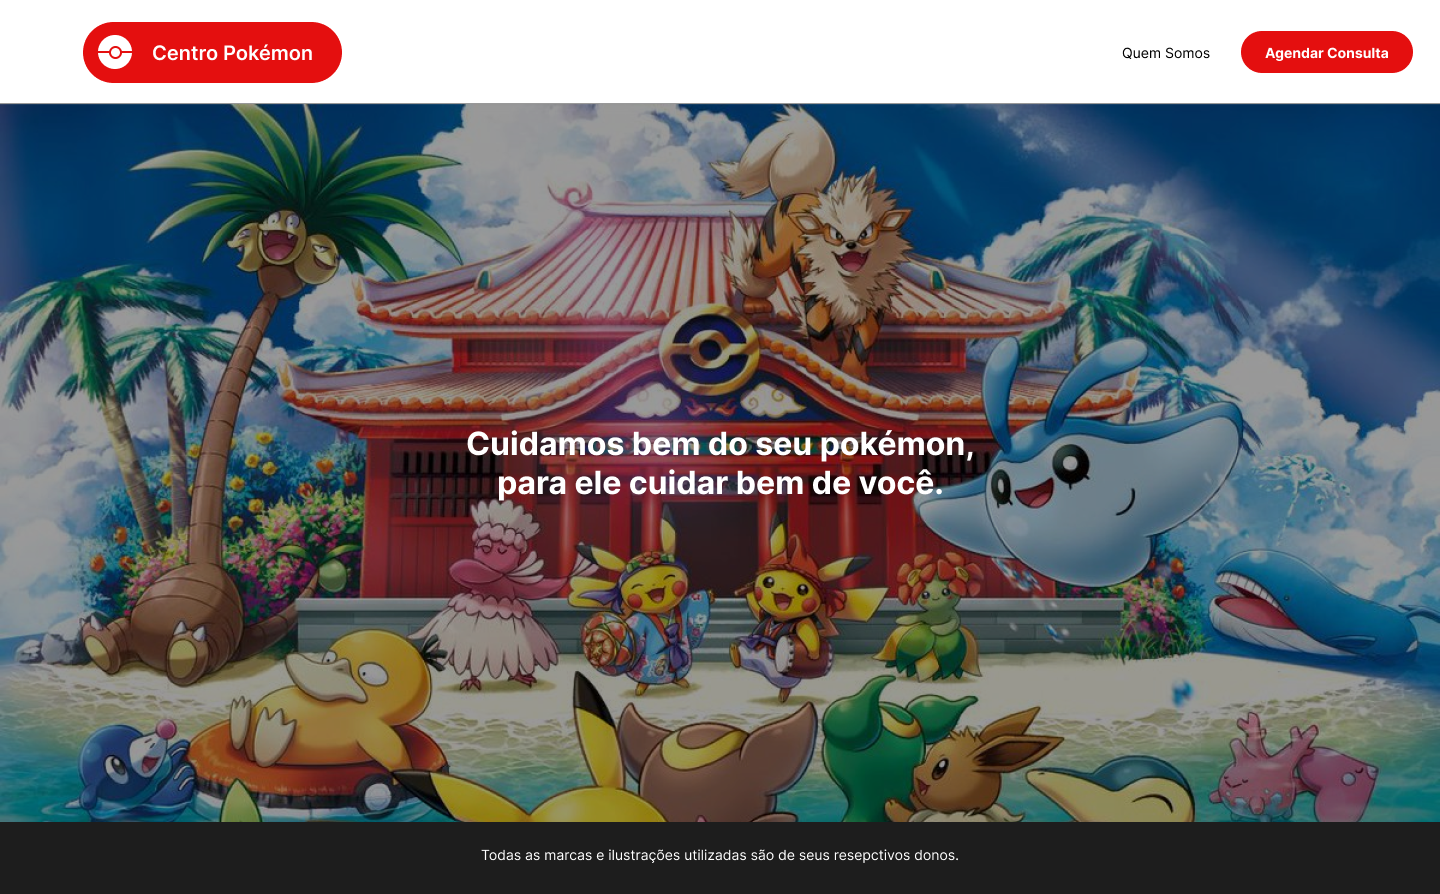 Centro Pokémon
Quem Somos
Agendar Consulta
Cuidamos bem do seu pokémon,
para ele cuidar bem de você.
Todas as marcas e ilustrações utilizadas são de seus resepctivos donos.